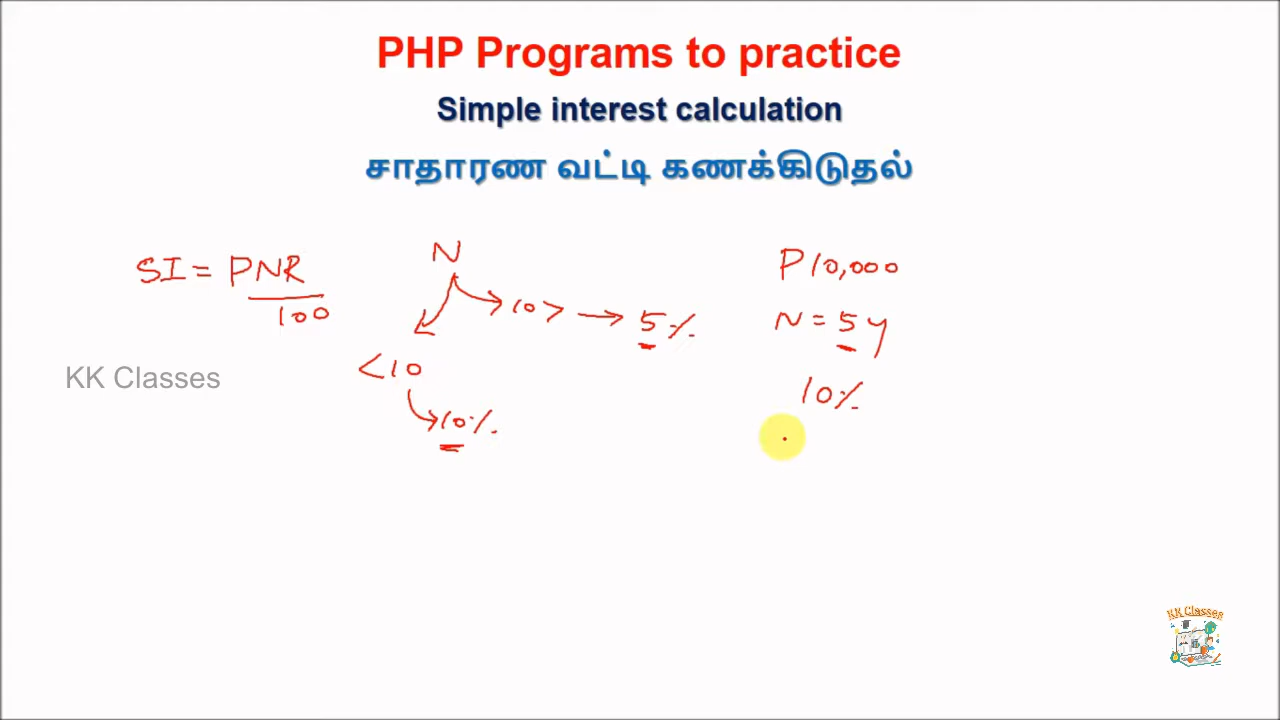 PHP Programs to practice
Simple interest calculation
சாதாரண வட்டி கணக்கிடுதல்
SI = PNR
100
N
10> → 5%
<10
10%
P 10,000
N = 5 y
10%
KK Classes
KK Classes